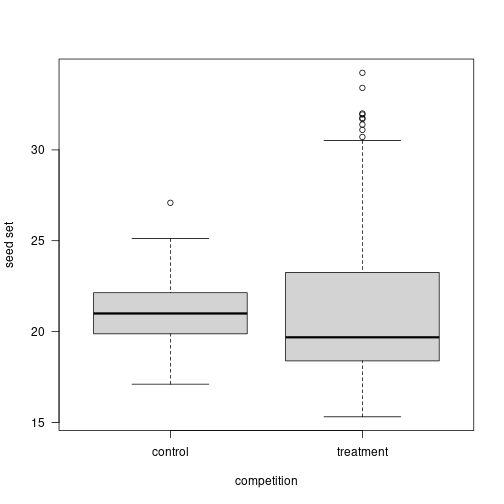 30
25
20
15
seed set
control treatment
competition